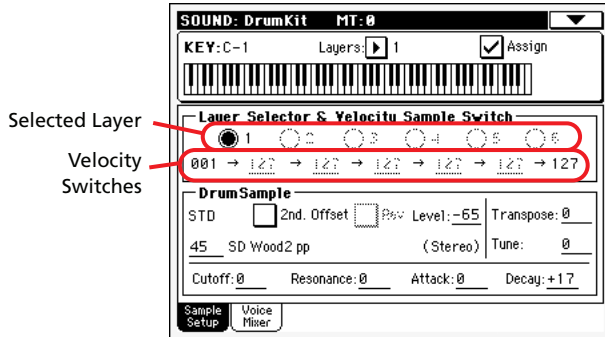 SOUND: DrumKit MT:0
KEY:C-1 Layers: 1 Assign
Selected Layer
Velocity Switches
Layer Selector & Velocity Sample Switch
1 2 3 4 5 6
001 → 127 → 127 → 127 → 127 → 127 → 127
DrumSample
STD 2nd. Offset Rev Level:-65 Transpose:0
45 SD Wood2 pp (Stereo) Tune: 0
Cutoff:0 Resonance:0 Attack:0 Decay:+17
Sample Setup Voice Mixer